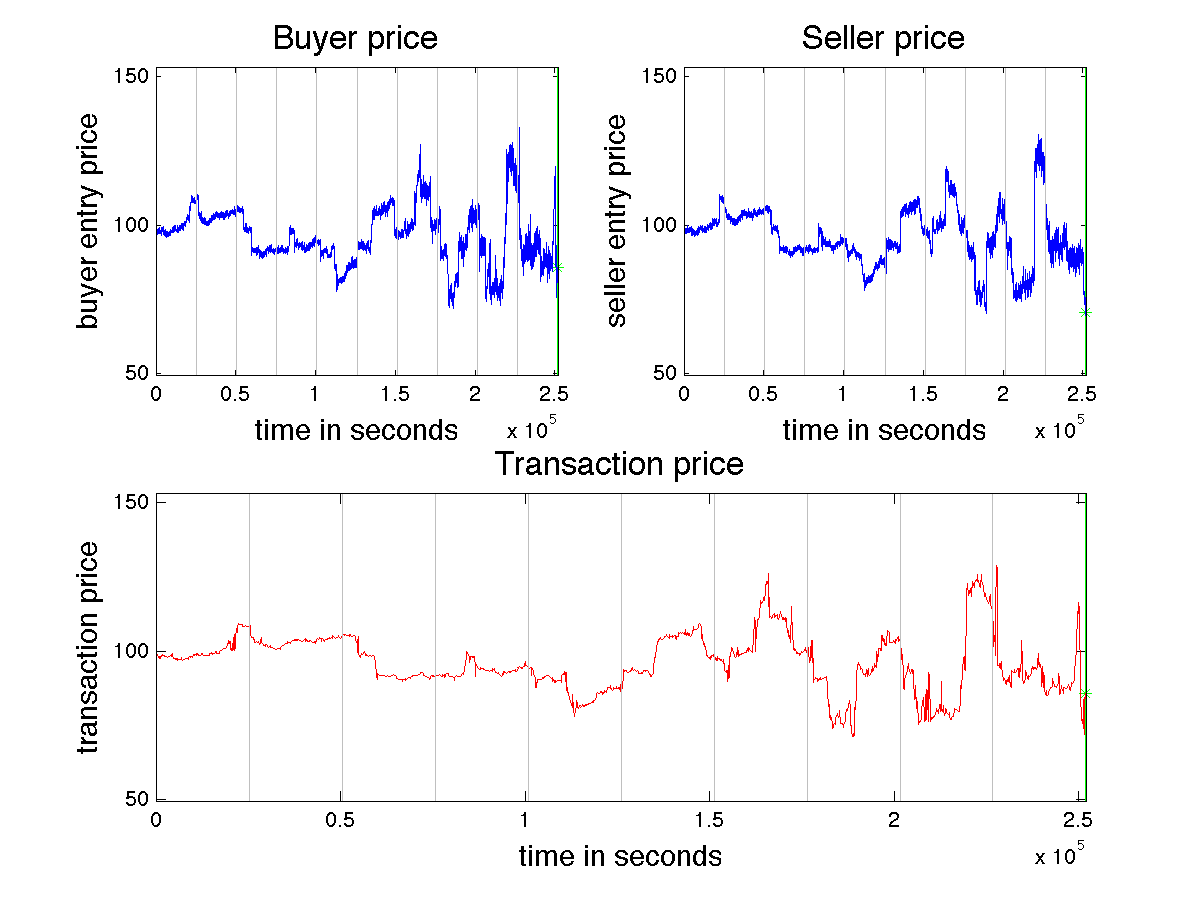 Buyer price
Seller price
buyer entry price
150
100
50
0 0.5 1 1.5 2 2.5
x 10^5
time in seconds
seller entry price
150
100
50
0 0.5 1 1.5 2 2.5
x 10^5
time in seconds
Transaction price
transaction price
150
100
50
0 0.5 1 1.5 2 2.5
x 10^5
time in seconds